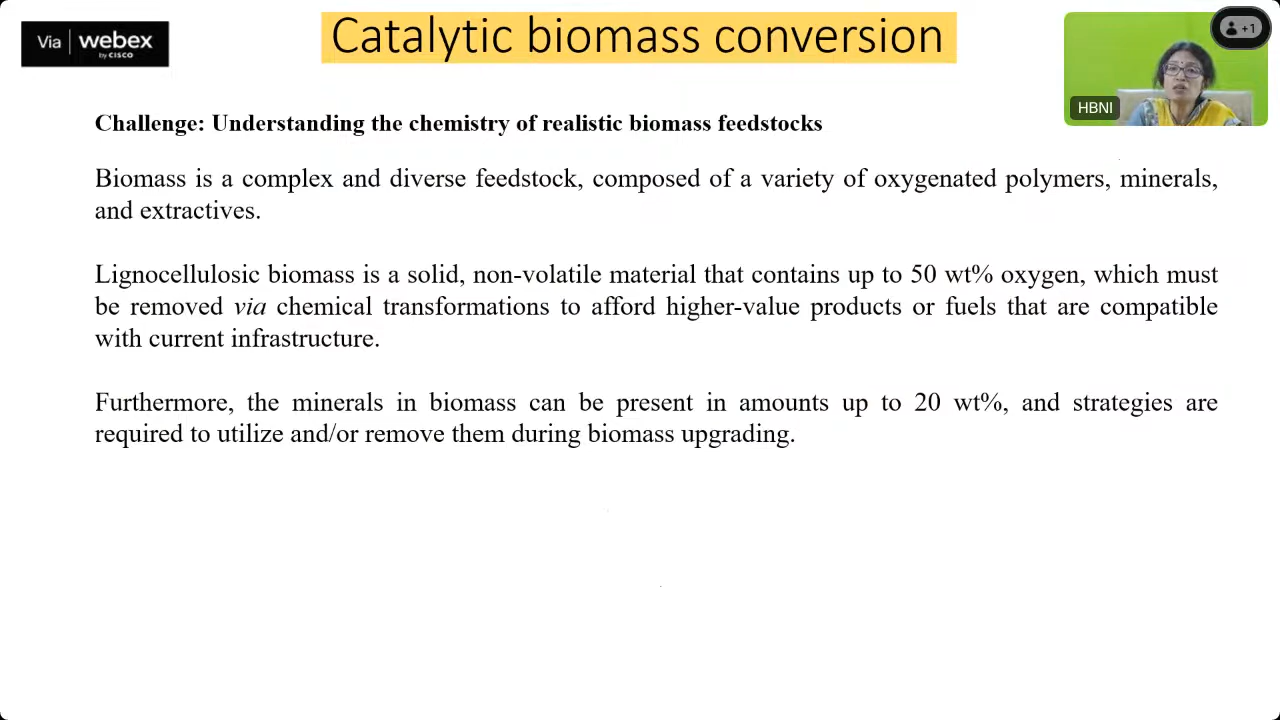 Via webex
by CISCO
Catalytic biomass conversion
+1
HBNI
Challenge: Understanding the chemistry of realistic biomass feedstocks
Biomass is a complex and diverse feedstock, composed of a variety of oxygenated polymers, minerals,
and extractives.
Lignocellulosic biomass is a solid, non-volatile material that contains up to 50 wt% oxygen, which must
be removed via chemical transformations to afford higher-value products or fuels that are compatible
with current infrastructure.
Furthermore, the minerals in biomass can be present in amounts up to 20 wt%, and strategies are
required to utilize and/or remove them during biomass upgrading.